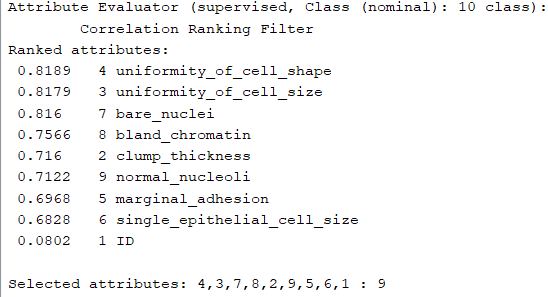 Attribute Evaluator (supervised, Class (nominal): 10 class):
Correlation Ranking Filter
Ranked attributes:
0.8189 4 uniformity_of_cell_shape
0.8179 3 uniformity_of_cell_size
0.816 7 bare_nuclei
0.7566 8 bland_chromatin
0.716 2 clump_thickness
0.7122 9 normal_nucleoli
0.6968 5 marginal_adhesion
0.6828 6 single_epithelial_cell_size
0.0802 1 ID
Selected attributes: 4,3,7,8,2,9,5,6,1 : 9